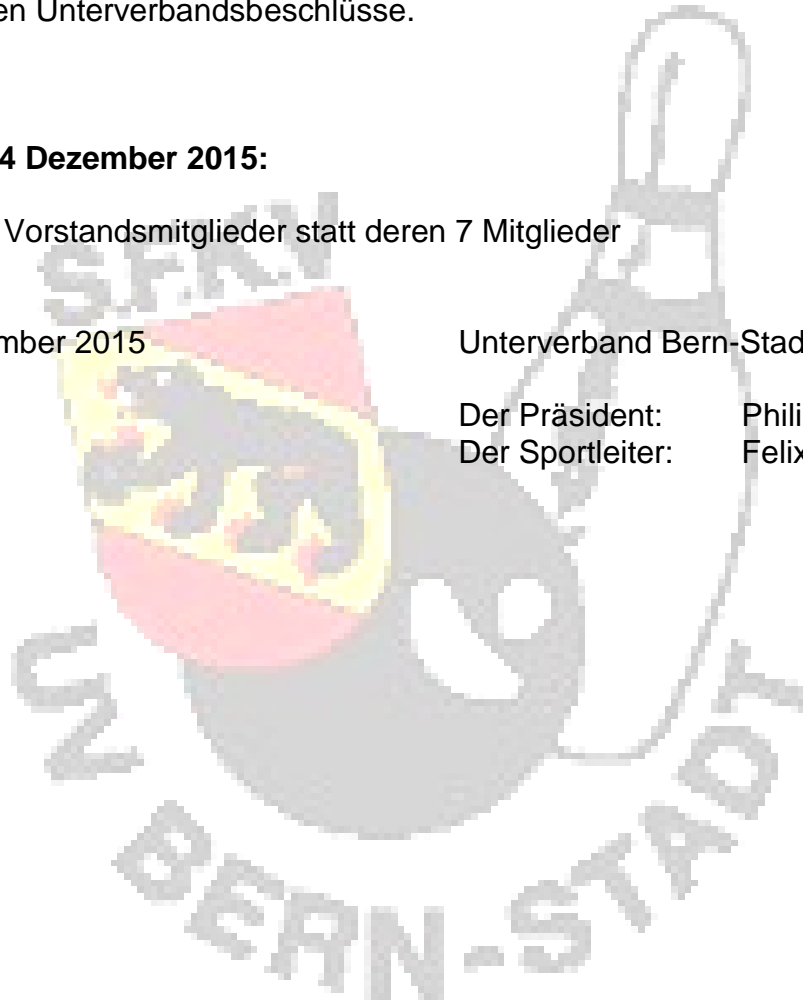 en Unterverbandsbeschlüsse.
4 Dezember 2015:
Vorstandsmitglieder statt deren 7 Mitglieder
S.F.K.V
mber 2015 Unterverband Bern-Stad
Der Präsident: Phili
Der Sportleiter: Felix
UV BERN-STADT